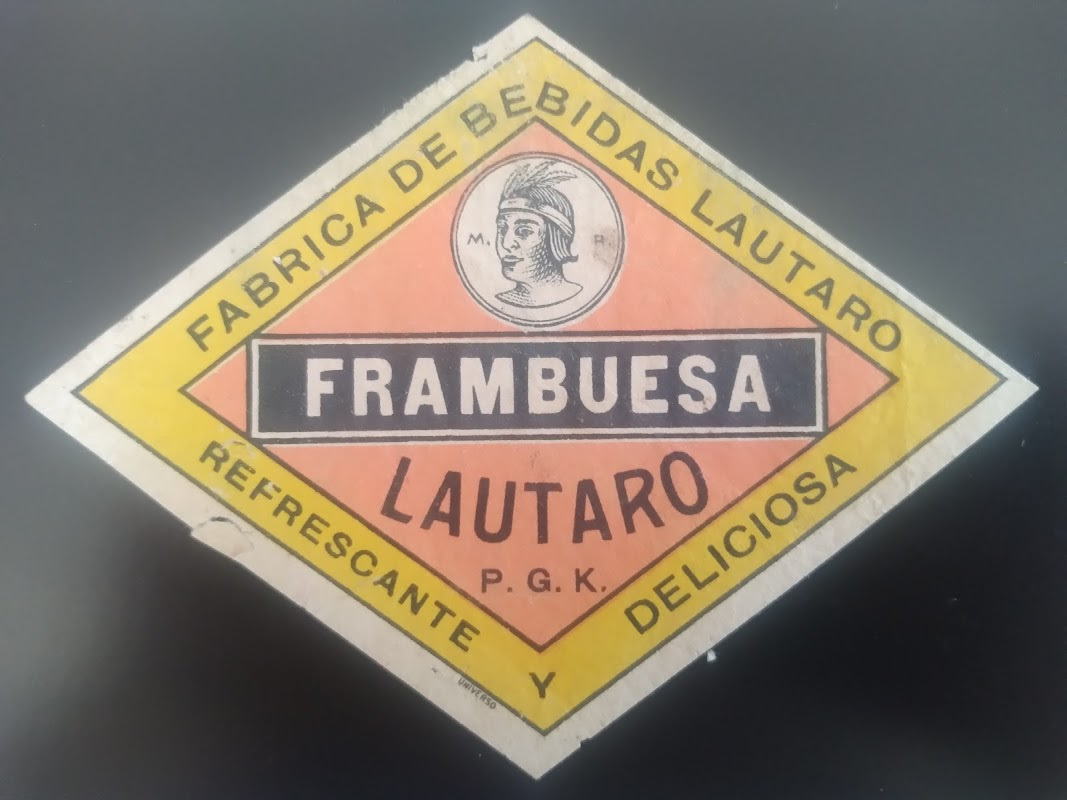 FABRICA DE BEBIDAS LAUTARO
M. R.
FRAMBUESA
LAUTARO
P. G. K.
REFRESCANTE Y DELICIOSA
UNIVERSO